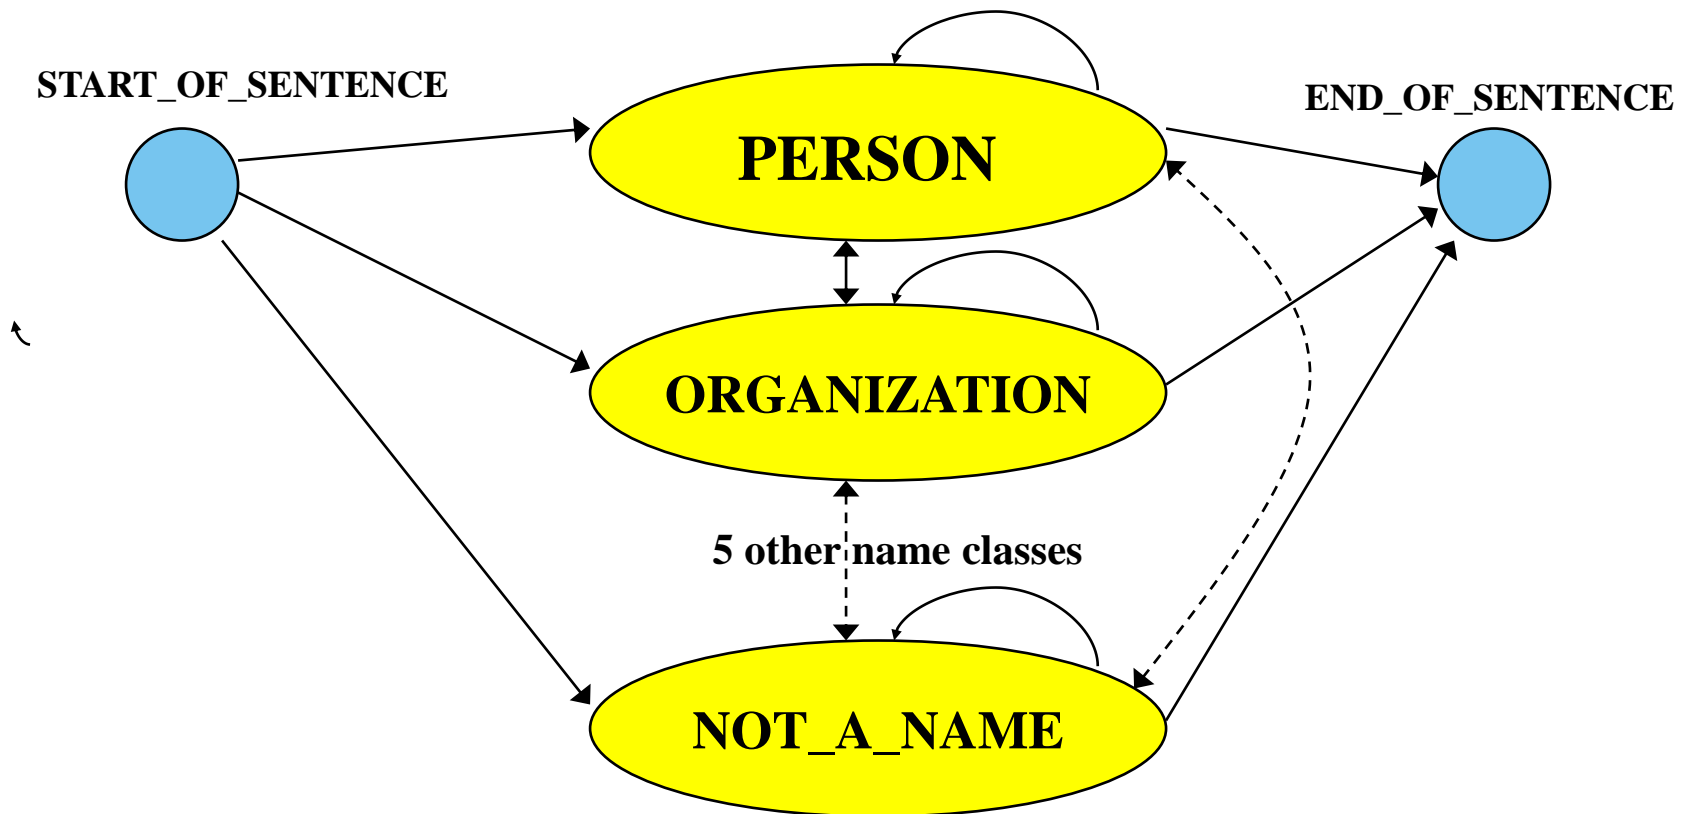 START_OF_SENTENCE
END_OF_SENTENCE
PERSON
ORGANIZATION
5 other name classes
NOT_A_NAME